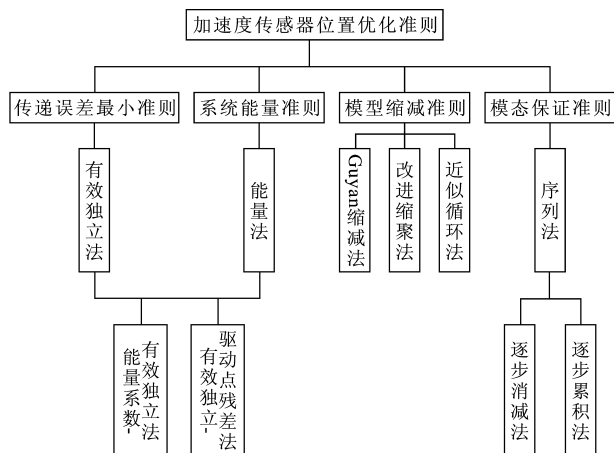 加速度传感器位置优化准则
传递误差最小准则
系统能量准则
模型缩减准则
模态保证准则
有效独立法
能量法
Guyan缩减法
改进缩聚法
近似循环法
序列法
能量系数-
有效独立法
有效独立-
驱动点残差法
逐步消减法
逐步累积法